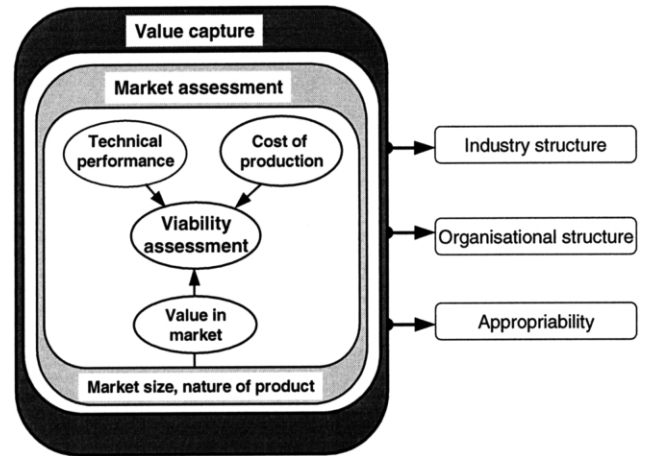 Value capture
Market assessment
Technical
performance
Cost of
production
Viability
assessment
Value in
market
Market size, nature of product
Industry structure
Organisational structure
Appropriability